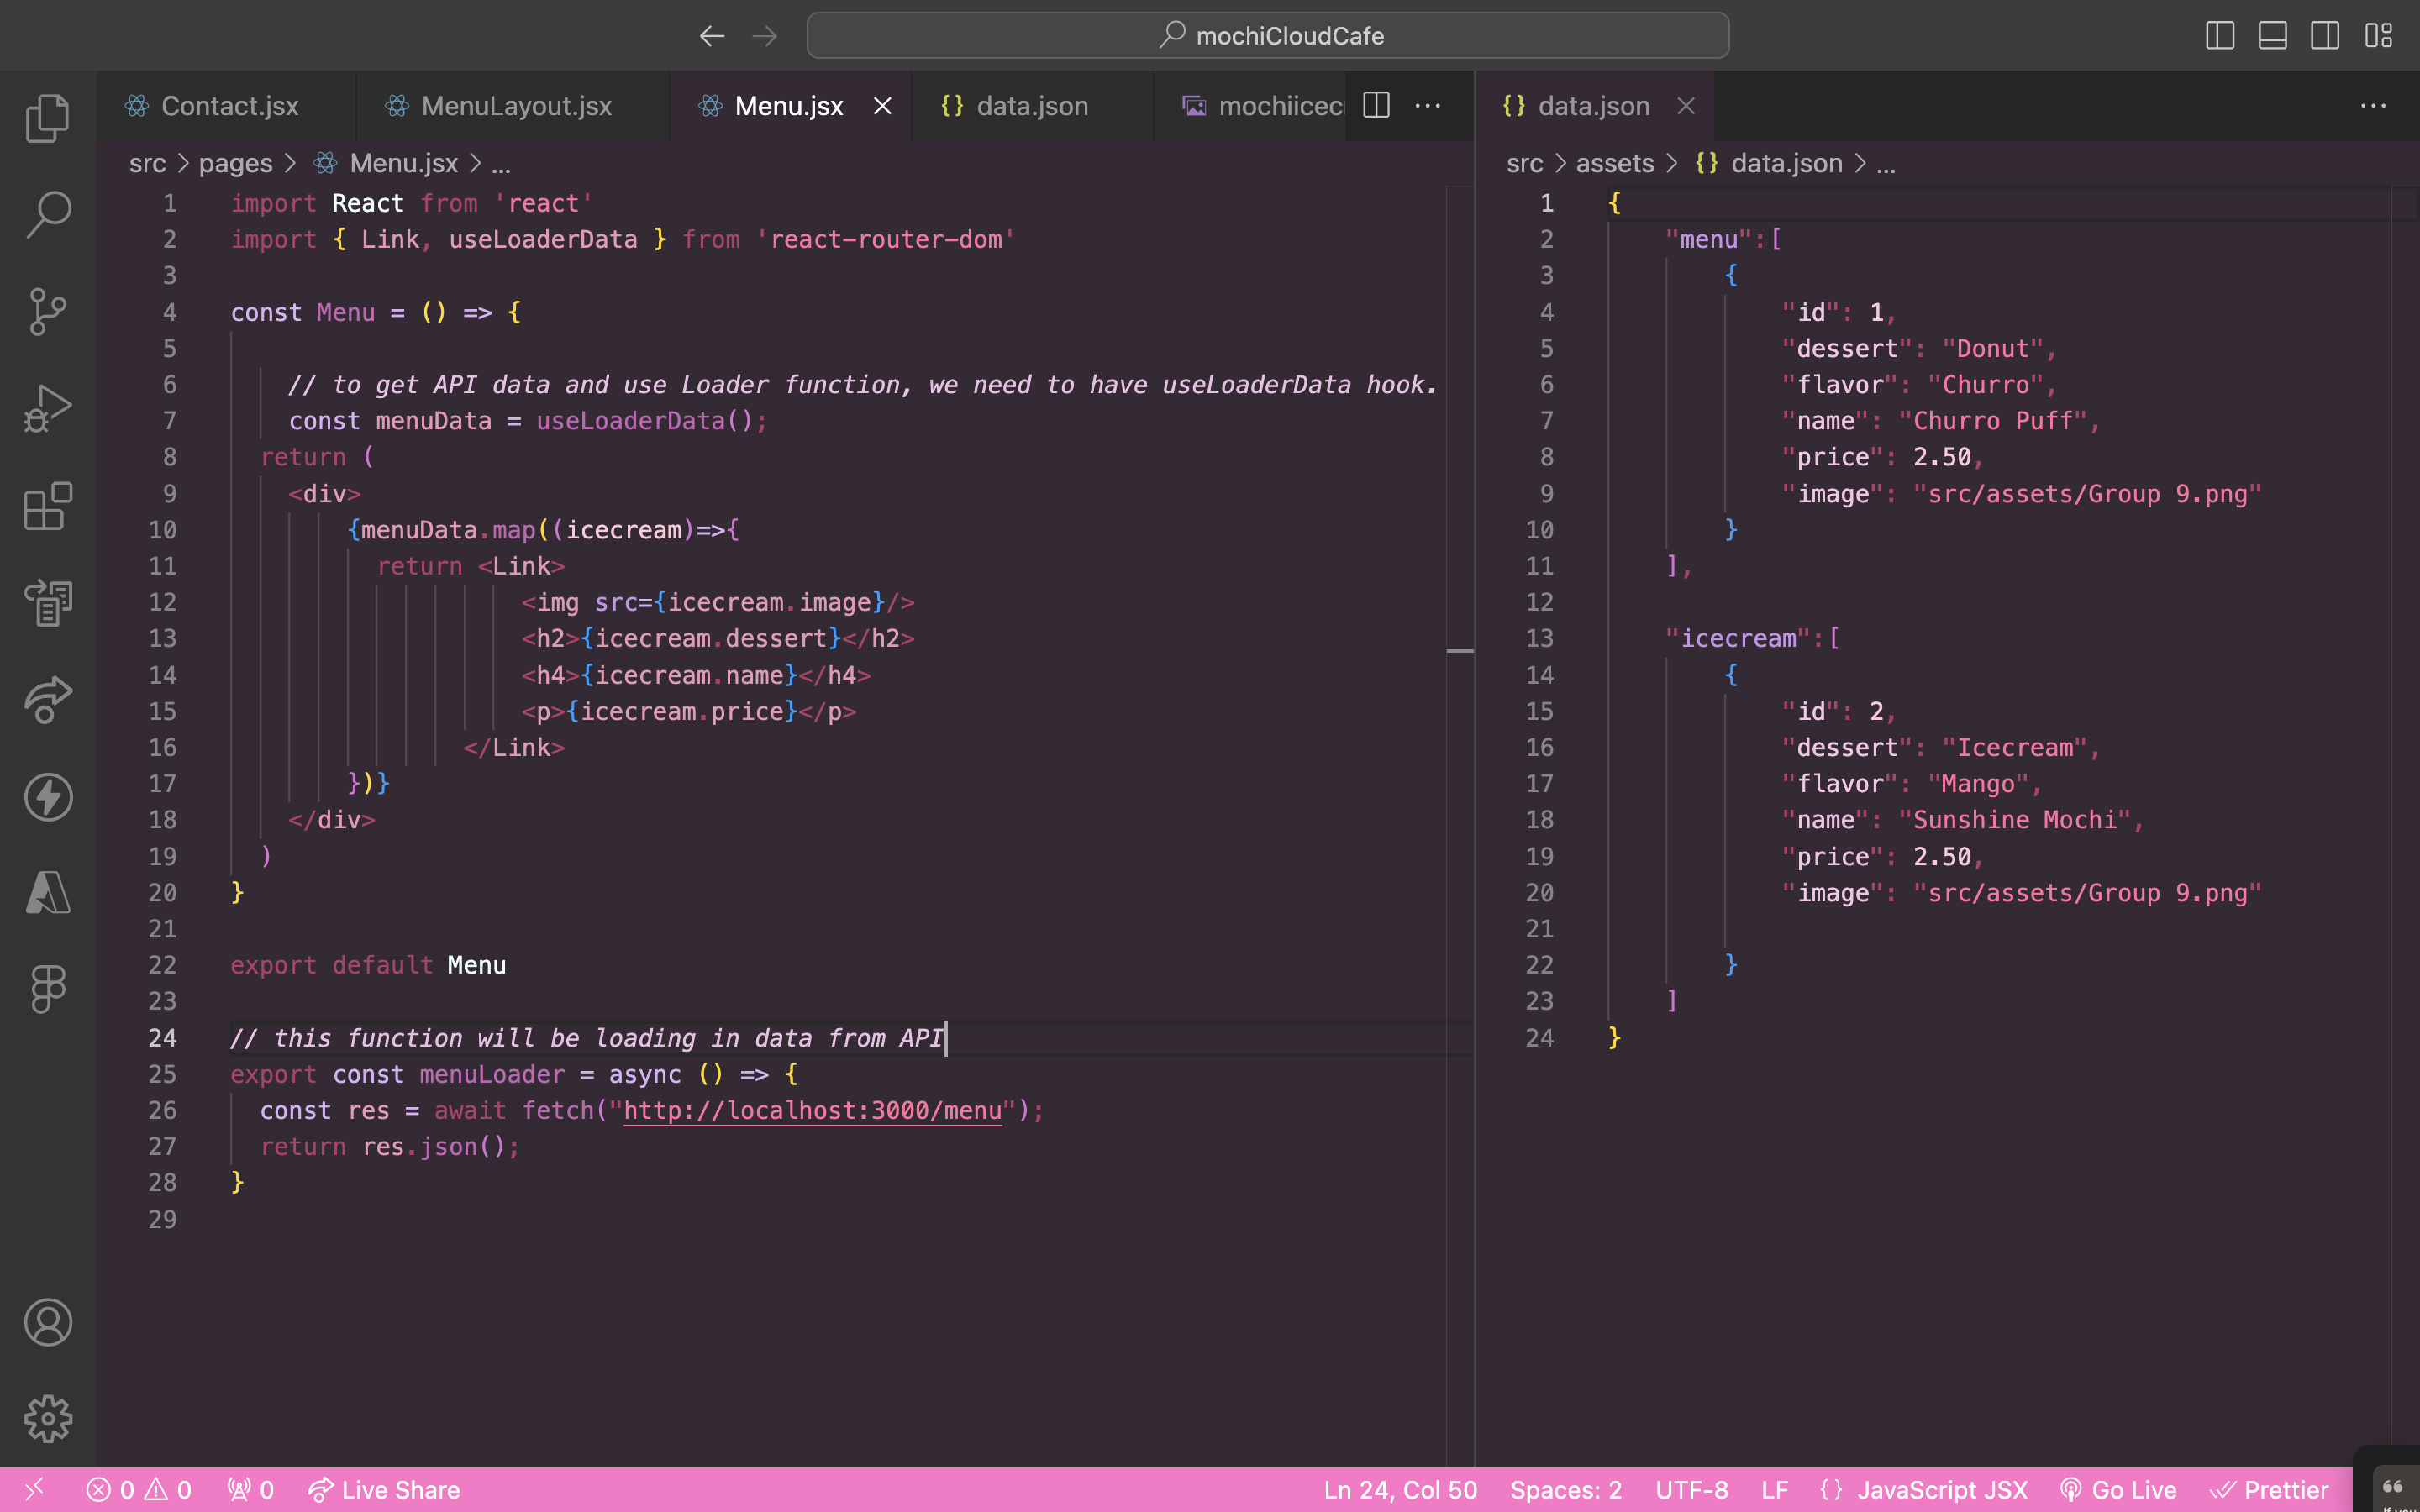 mochiCloudCafe
Contact.jsx
MenuLayout.jsx
Menu.jsx
data.json
mochiicec
data.json
src > pages > Menu.jsx > ...
1 import React from 'react'
2 import { Link, useLoaderData } from 'react-router-dom'
3
4 const Menu = () => {
5
6 // to get API data and use Loader function, we need to have useLoaderData hook.
7 const menuData = useLoaderData();
8 return (
9 <div>
10 {menuData.map((icecream)=>{
11 return <Link>
12 <img src={icecream.image}/>
13 <h2>{icecream.dessert}</h2>
14 <h4>{icecream.name}</h4>
15 <p>{icecream.price}</p>
16 </Link>
17 })}
18 </div>
19 )
20 }
21
22 export default Menu
23
24 // this function will be loading in data from API
25 export const menuLoader = async () => {
26 const res = await fetch("http://localhost:3000/menu");
27 return res.json();
28 }
29
src > assets > {} data.json > ...
1 {
2 "menu":[
3 {
4 "id": 1,
5 "dessert": "Donut",
6 "flavor": "Churro",
7 "name": "Churro Puff",
8 "price": 2.50,
9 "image": "src/assets/Group 9.png"
10 }
11 ],
12
13 "icecream":[
14 {
15 "id": 2,
16 "dessert": "Icecream",
17 "flavor": "Mango",
18 "name": "Sunshine Mochi",
19 "price": 2.50,
20 "image": "src/assets/Group 9.png"
21
22 }
23 ]
24 }
0 0 0 Live Share
Ln 24, Col 50 Spaces: 2 UTF-8 LF {} JavaScript JSX Go Live Prettier